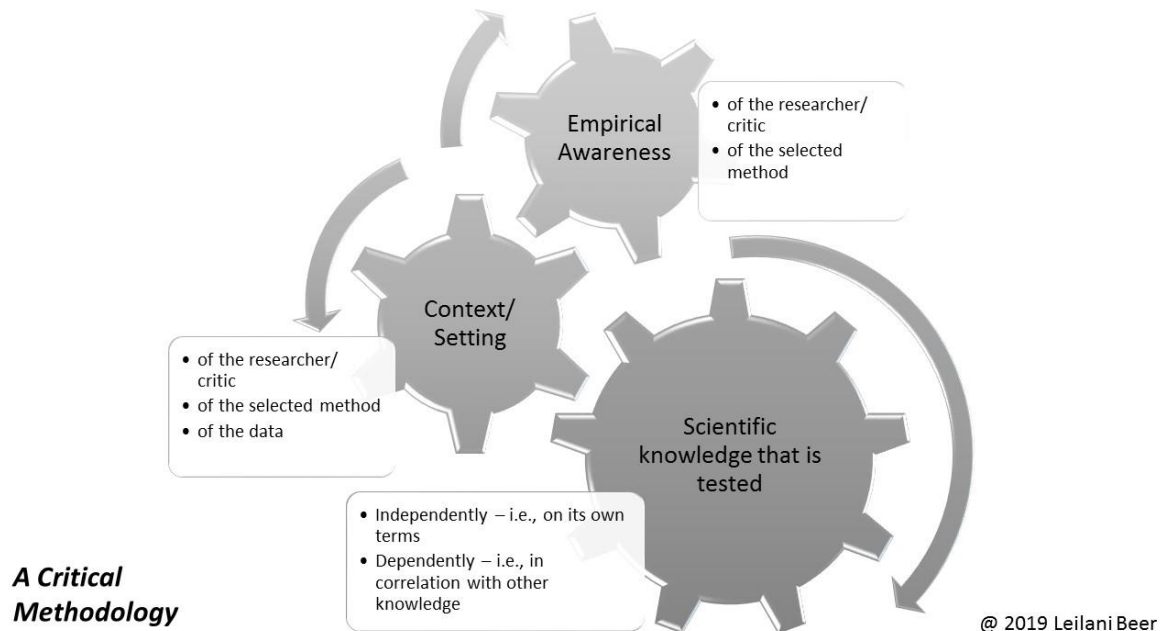 Empirical
Awareness
• of the researcher/
critic
• of the selected
method
Context/
Setting
• of the researcher/
critic
• of the selected method
• of the data
Scientific
knowledge that is
tested
• Independently – i.e., on its own
terms
• Dependently – i.e., in
correlation with other
knowledge
A Critical
Methodology
@ 2019 Leilani Beer